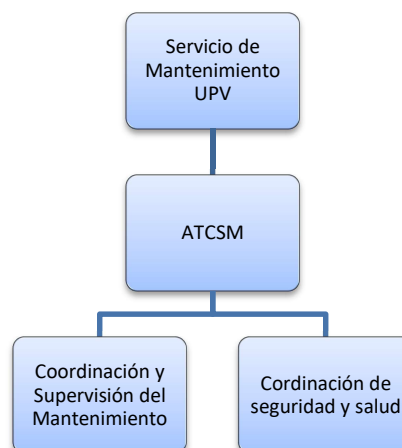 Servicio de
Mantenimiento
UPV
ATCSM
Coordinación y
Supervisión del
Mantenimiento
Cordinación de
seguridad y salud